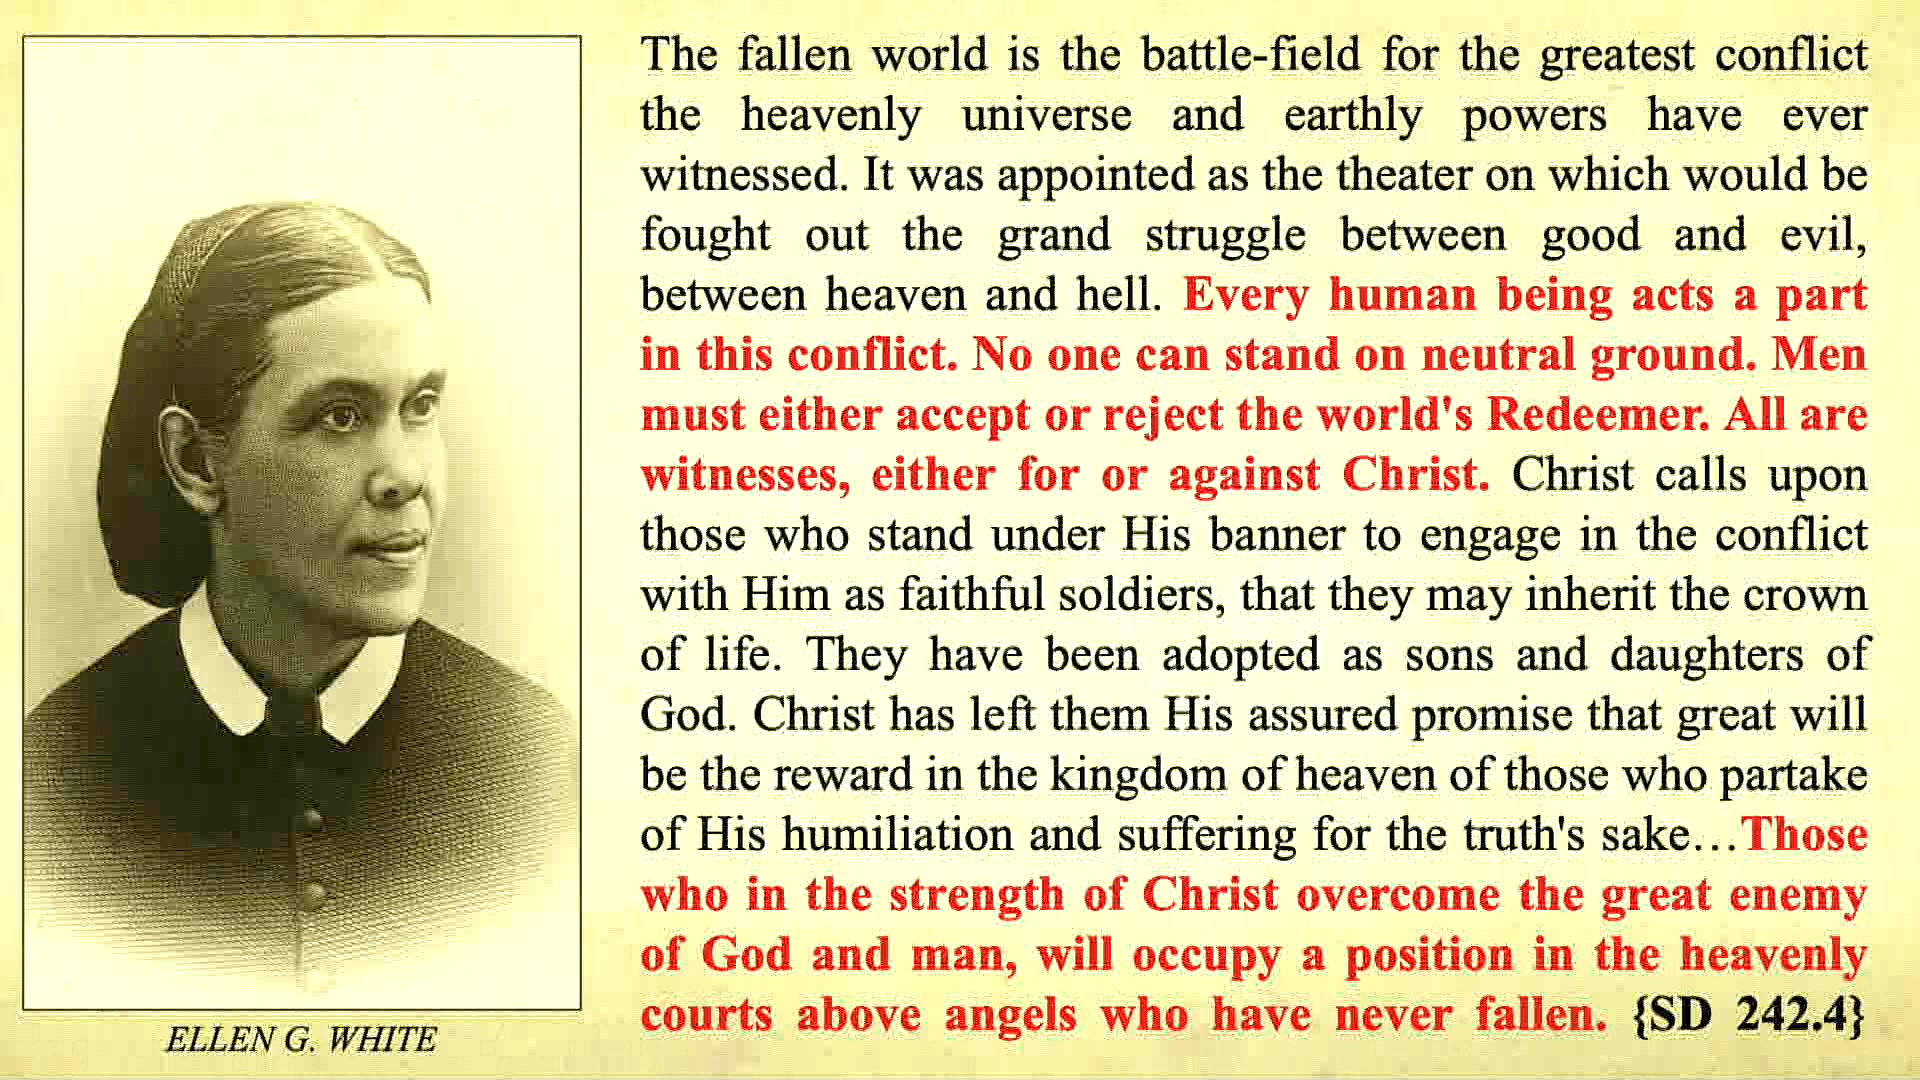 The fallen world is the battle-field for the greatest conflict
the heavenly universe and earthly powers have ever
witnessed. It was appointed as the theater on which would be
fought out the grand struggle between good and evil,
between heaven and hell. Every human being acts a part
in this conflict. No one can stand on neutral ground. Men
must either accept or reject the world's Redeemer. All are
witnesses, either for or against Christ. Christ calls upon
those who stand under His banner to engage in the conflict
with Him as faithful soldiers, that they may inherit the crown
of life. They have been adopted as sons and daughters of
God. Christ has left them His assured promise that great will
be the reward in the kingdom of heaven of those who partake
of His humiliation and suffering for the truth's sake…Those
who in the strength of Christ overcome the great enemy
of God and man, will occupy a position in the heavenly
courts above angels who have never fallen. {SD 242.4}
ELLEN G. WHITE